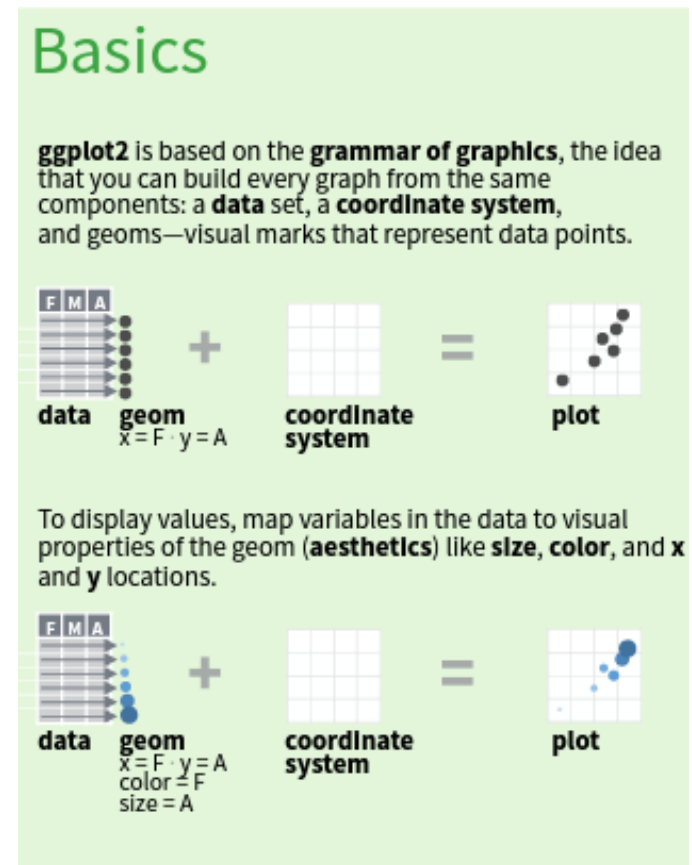 Basics
ggplot2 is based on the grammar of graphics, the idea
that you can build every graph from the same
components: a data set, a coordinate system,
and geoms—visual marks that represent data points.
F M A
+ =
data geom coordinate plot
x = F · y = A system
To display values, map variables in the data to visual
properties of the geom (aesthetics) like size, color, and x
and y locations.
F M A
+ =
data geom coordinate plot
x = F · y = A system
color = F
size = A